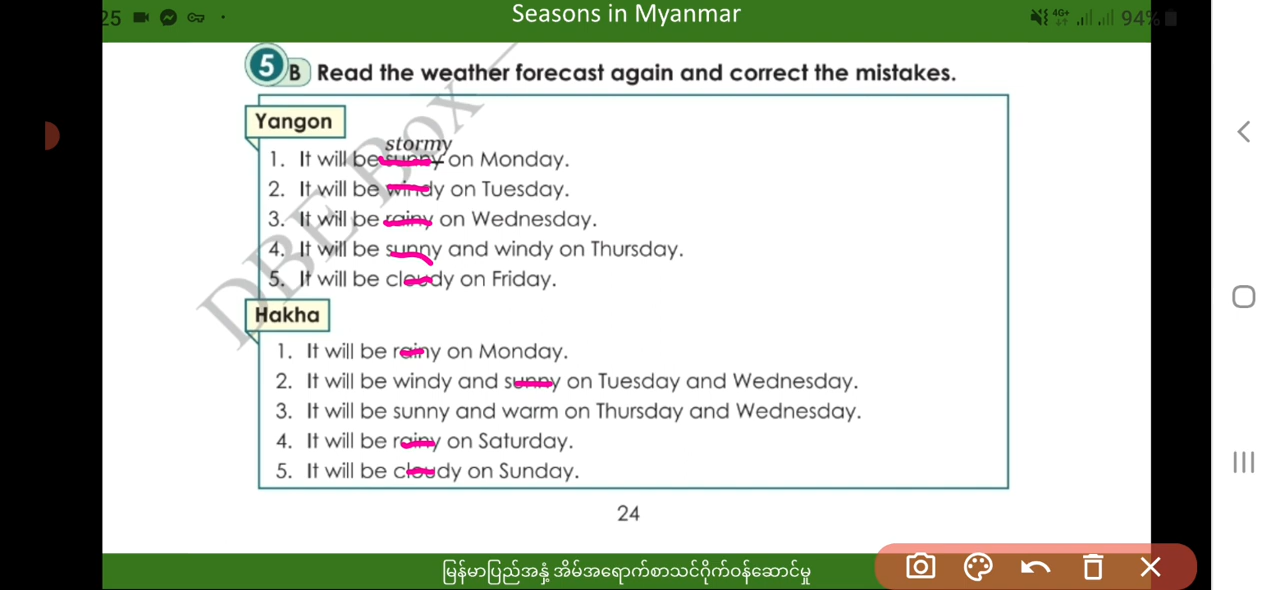 25
4G+ 94%
Seasons in Myanmar
5 B Read the weather forecast again and correct the mistakes.
Yangon
stormy
1. It will be sunny on Monday.
2. It will be windy on Tuesday.
3. It will be rainy on Wednesday.
4. It will be sunny and windy on Thursday.
5. It will be cloudy on Friday.
Hakha
1. It will be rainy on Monday.
2. It will be windy and sunny on Tuesday and Wednesday.
3. It will be sunny and warm on Thursday and Wednesday.
4. It will be rainy on Saturday.
5. It will be cloudy on Sunday.
DBE Box –
24
မြန်မာပြည်အနှံ့ အိမ်အရောက်စာသင်ဂိုက်ဝန်ဆောင်မှု